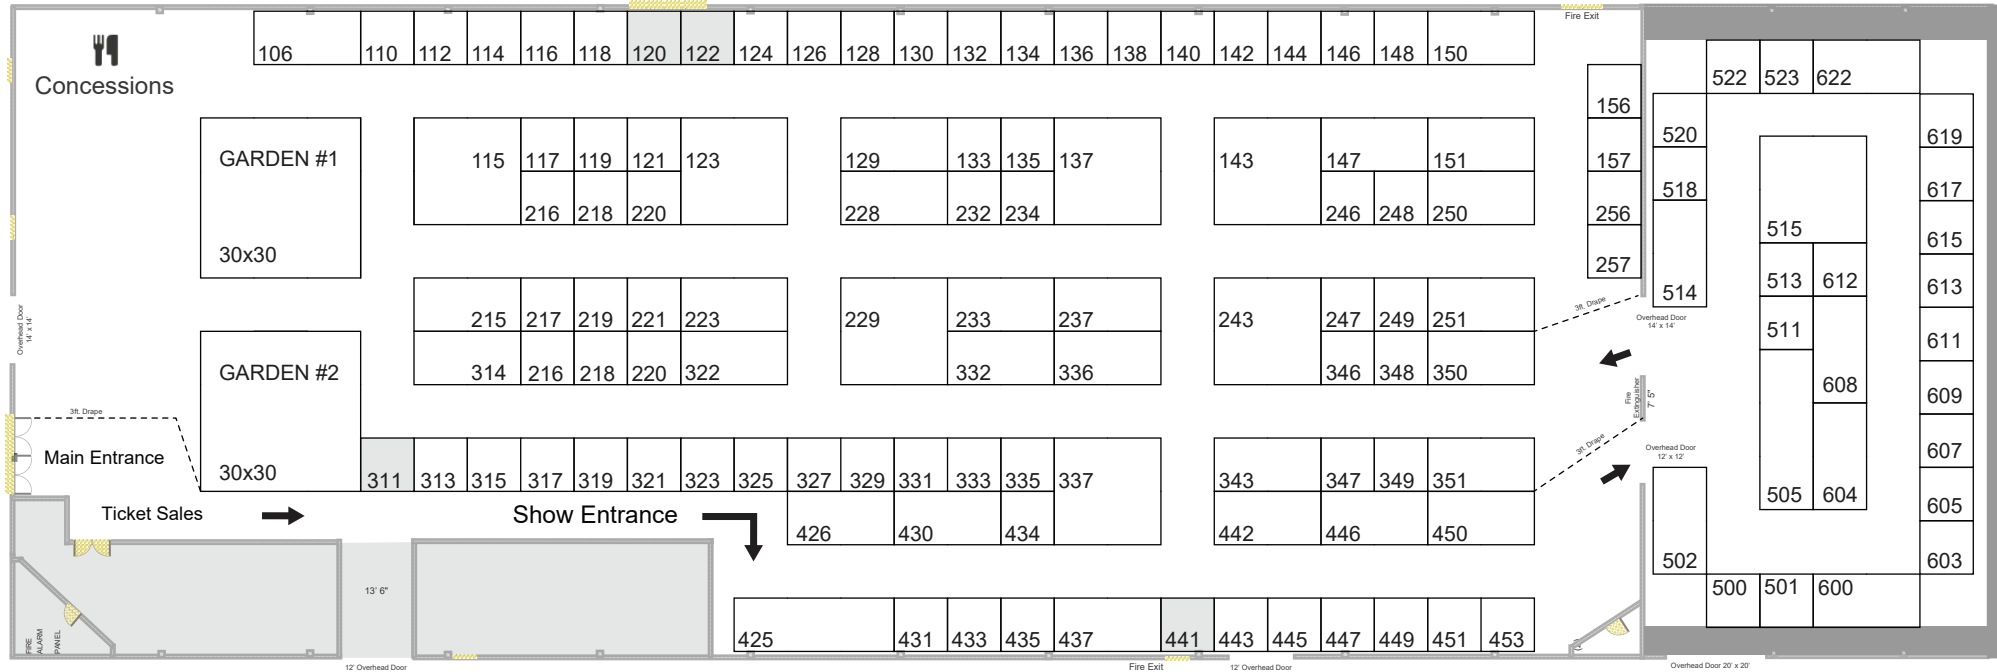 Fire Exit
Concessions
106 110 112 114 116 118 120 122 124 126 128 130 132 134 136 138 140 142 144 146 148 150
522 523 622
156
520
619
GARDEN #1
115 117 119 121 123
129 133 135 137
143 147 151
157
518
617
216 218 220
228 232 234
246 248 250
256
515
615
30x30
257
513 612
613
514
Overhead Door
14' x 14'
3ft. Drape
215 217 219 221 223
229 233 237
243 247 249 251
Overhead Door
14' x 14'
511
611
GARDEN #2
314 216 218 220 322
332 336
346 348 350
608
609
Fire
Extinguisher
7' 5"
3ft. Drape
3ft. Drape
Main Entrance
Overhead Door
12' x 12'
607
30x30
311 313 315 317 319 321 323 325 327 329 331 333 335 337
343 347 349 351
505 604
605
Ticket Sales
Show Entrance
426 430 434
442 446 450
502
603
13' 6"
500 501 600
FIRE
ALARM
PANEL
425 431 433 435 437 441 443 445 447 449 451 453
12' Overhead Door
Fire Exit
12' Overhead Door
Overhead Door 20' x 20'